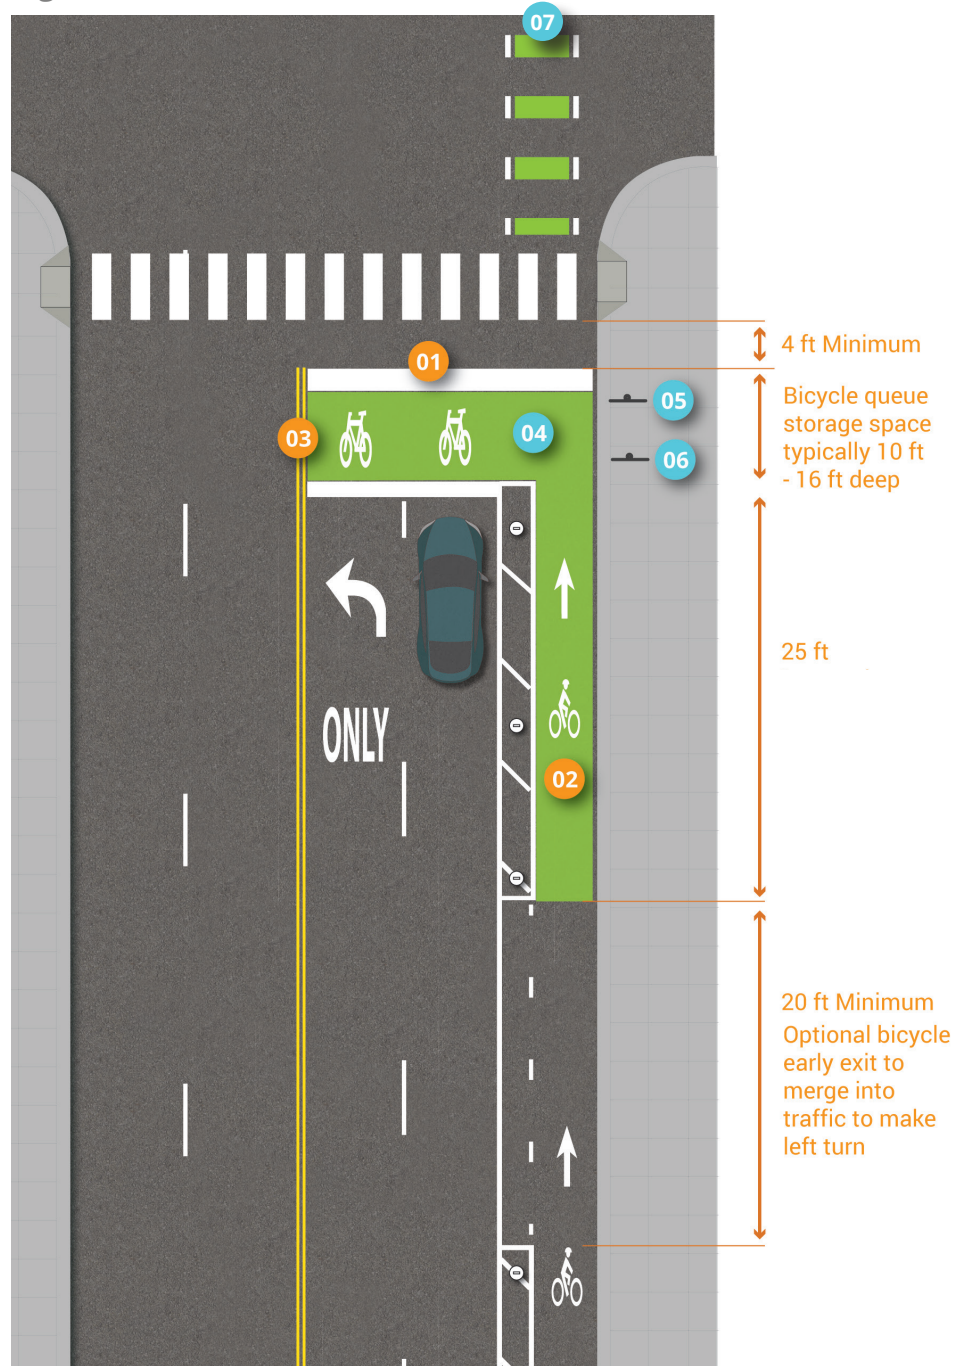 07
01
4 ft Minimum
03
04
05
06
Bicycle queue
storage space
typically 10 ft
- 16 ft deep
25 ft
ONLY
02
20 ft Minimum
Optional bicycle
early exit to
merge into
traffic to make
left turn